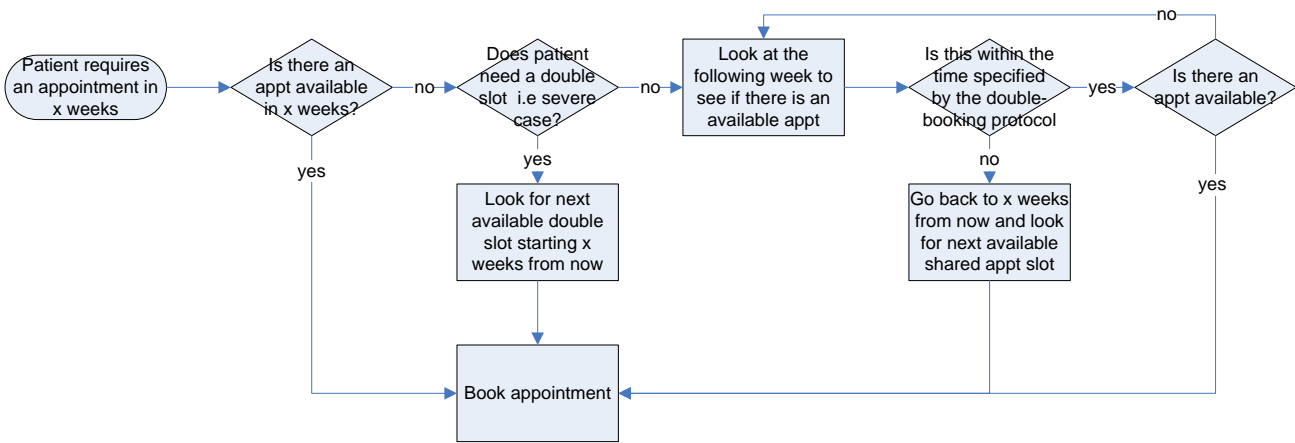 Patient requires
an appointment in
x weeks
Is there an
appt available
in x weeks?
no
yes
Does patient
need a double
slot  i.e severe
case?
no
yes
Look for next
available double
slot starting x
weeks from now
Look at the
following week to
see if there is an
available appt
Is this within the
time specified
by the double-
booking protocol
yes
no
Go back to x weeks
from now and look
for next available
shared appt slot
Is there an
appt available?
no
yes
Book appointment